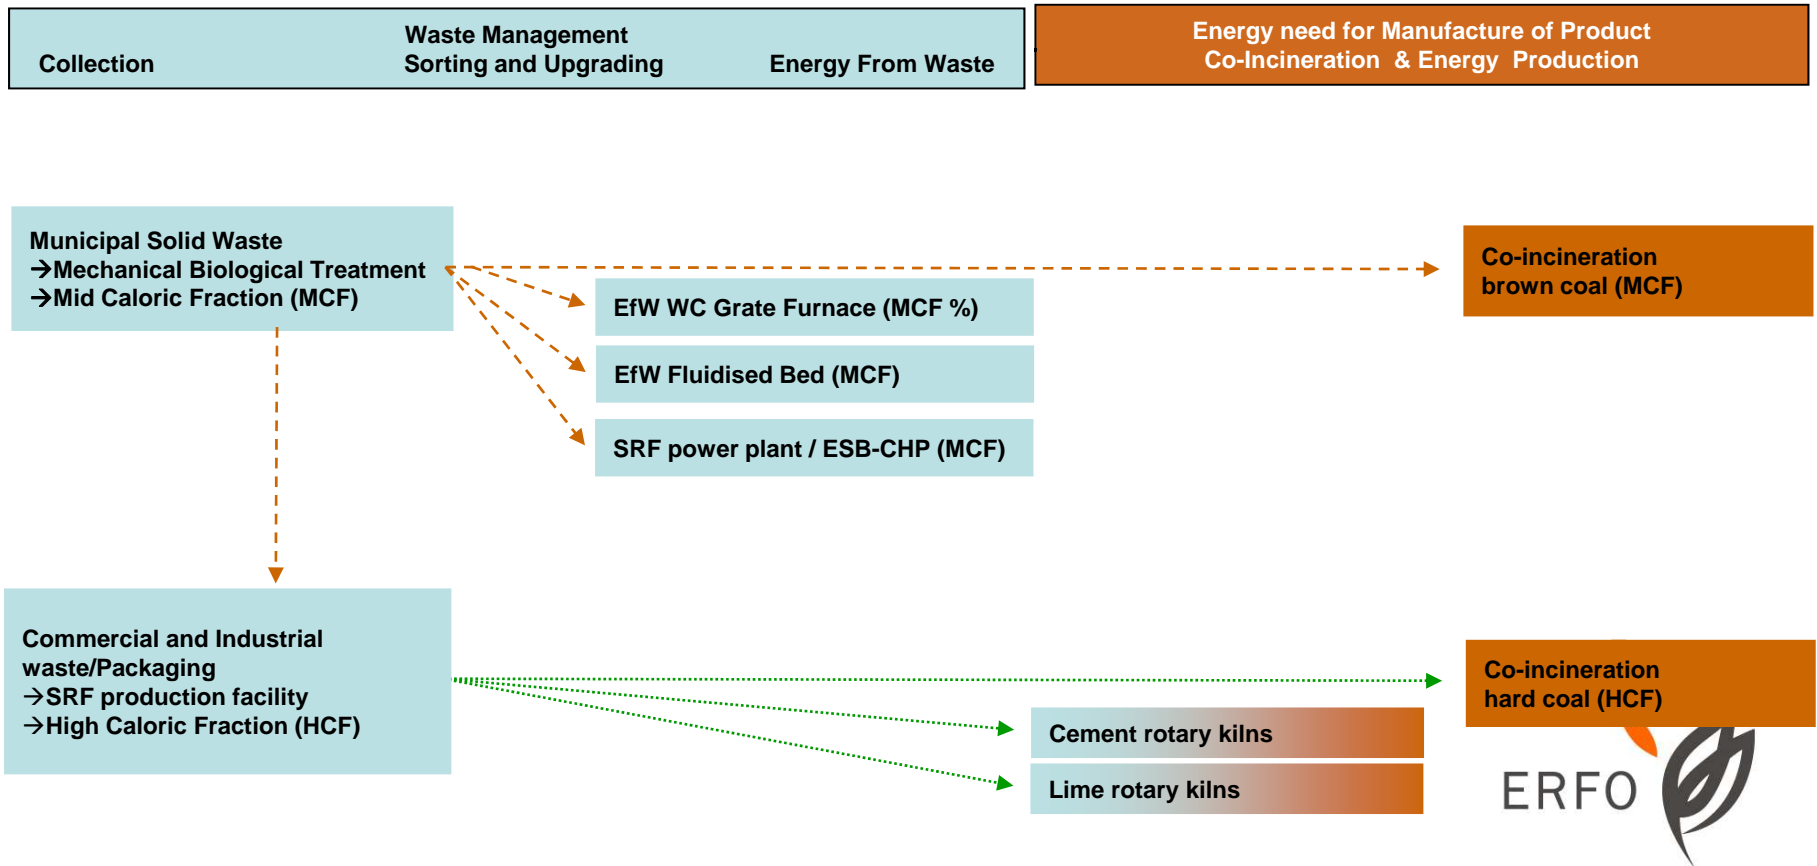 Waste Management
Collection Sorting and Upgrading Energy From Waste
Energy need for Manufacture of Product
Co-Incineration & Energy Production
Municipal Solid Waste
→Mechanical Biological Treatment
→Mid Caloric Fraction (MCF)
EfW WC Grate Furnace (MCF %)
EfW Fluidised Bed (MCF)
SRF power plant / ESB-CHP (MCF)
Co-incineration
brown coal (MCF)
Commercial and Industrial
waste/Packaging
→SRF production facility
→High Caloric Fraction (HCF)
Cement rotary kilns
Lime rotary kilns
Co-incineration
hard coal (HCF)
ERFO